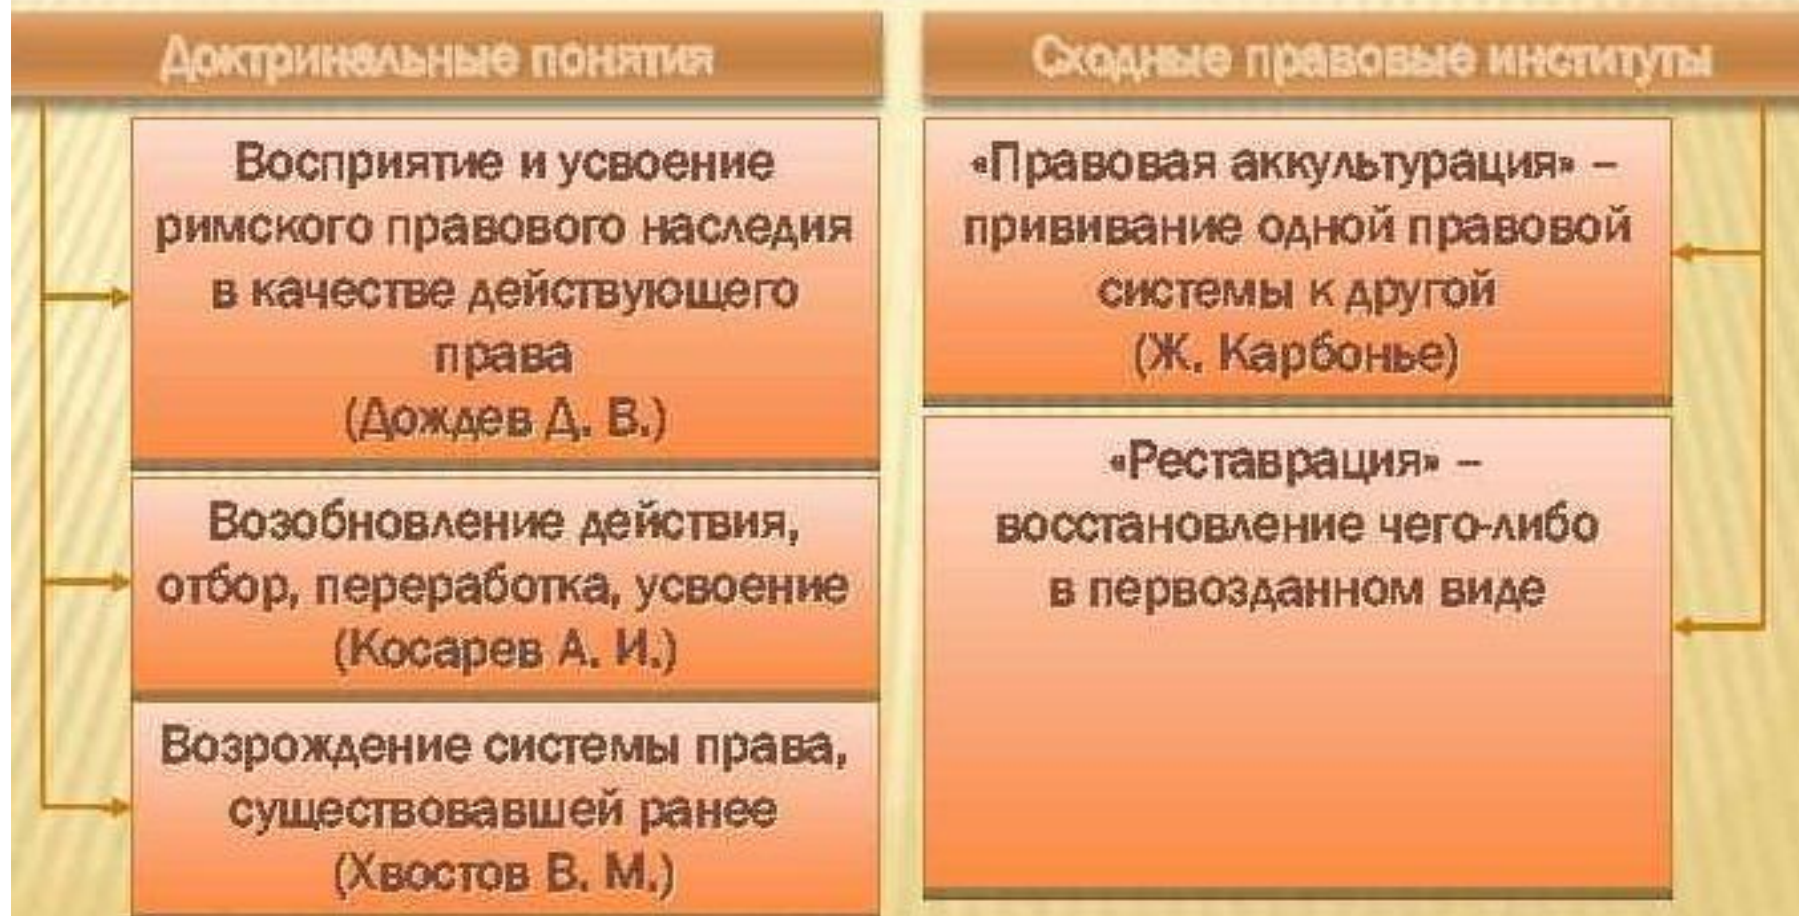 Доктринальные понятия
Восприятие и усвоение
римского правового наследия
в качестве действующего
права
(Дождев Д. В.)
Возобновление действия,
отбор, переработка, усвоение
(Косарев А. И.)
Возрождение системы права,
существовавшей ранее
(Хвостов В. М.)
Сходные правовые институты
«Правовая аккультурация» –
прививание одной правовой
системы к другой
(Ж. Карбонье)
«Реставрация» –
восстановление чего-либо
в первозданном виде